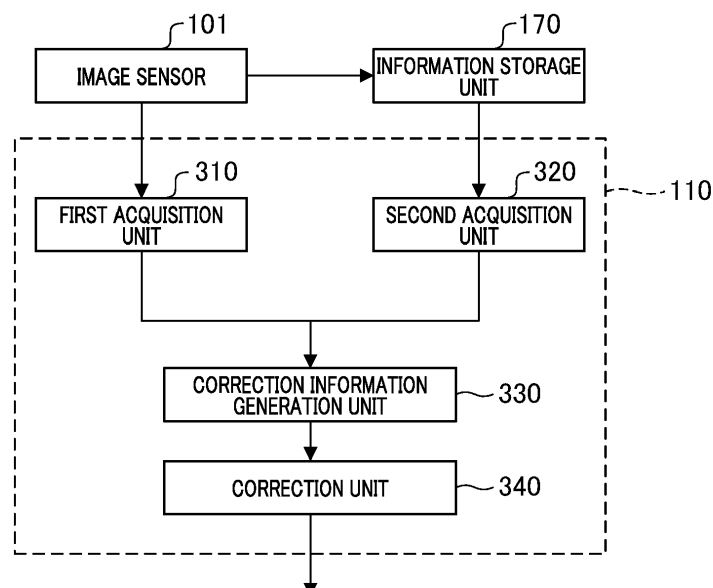 101
170
IMAGE SENSOR
INFORMATION STORAGE
UNIT
310
320
110
FIRST ACQUISITION
UNIT
SECOND ACQUISITION
UNIT
CORRECTION INFORMATION
GENERATION UNIT
330
CORRECTION UNIT
340